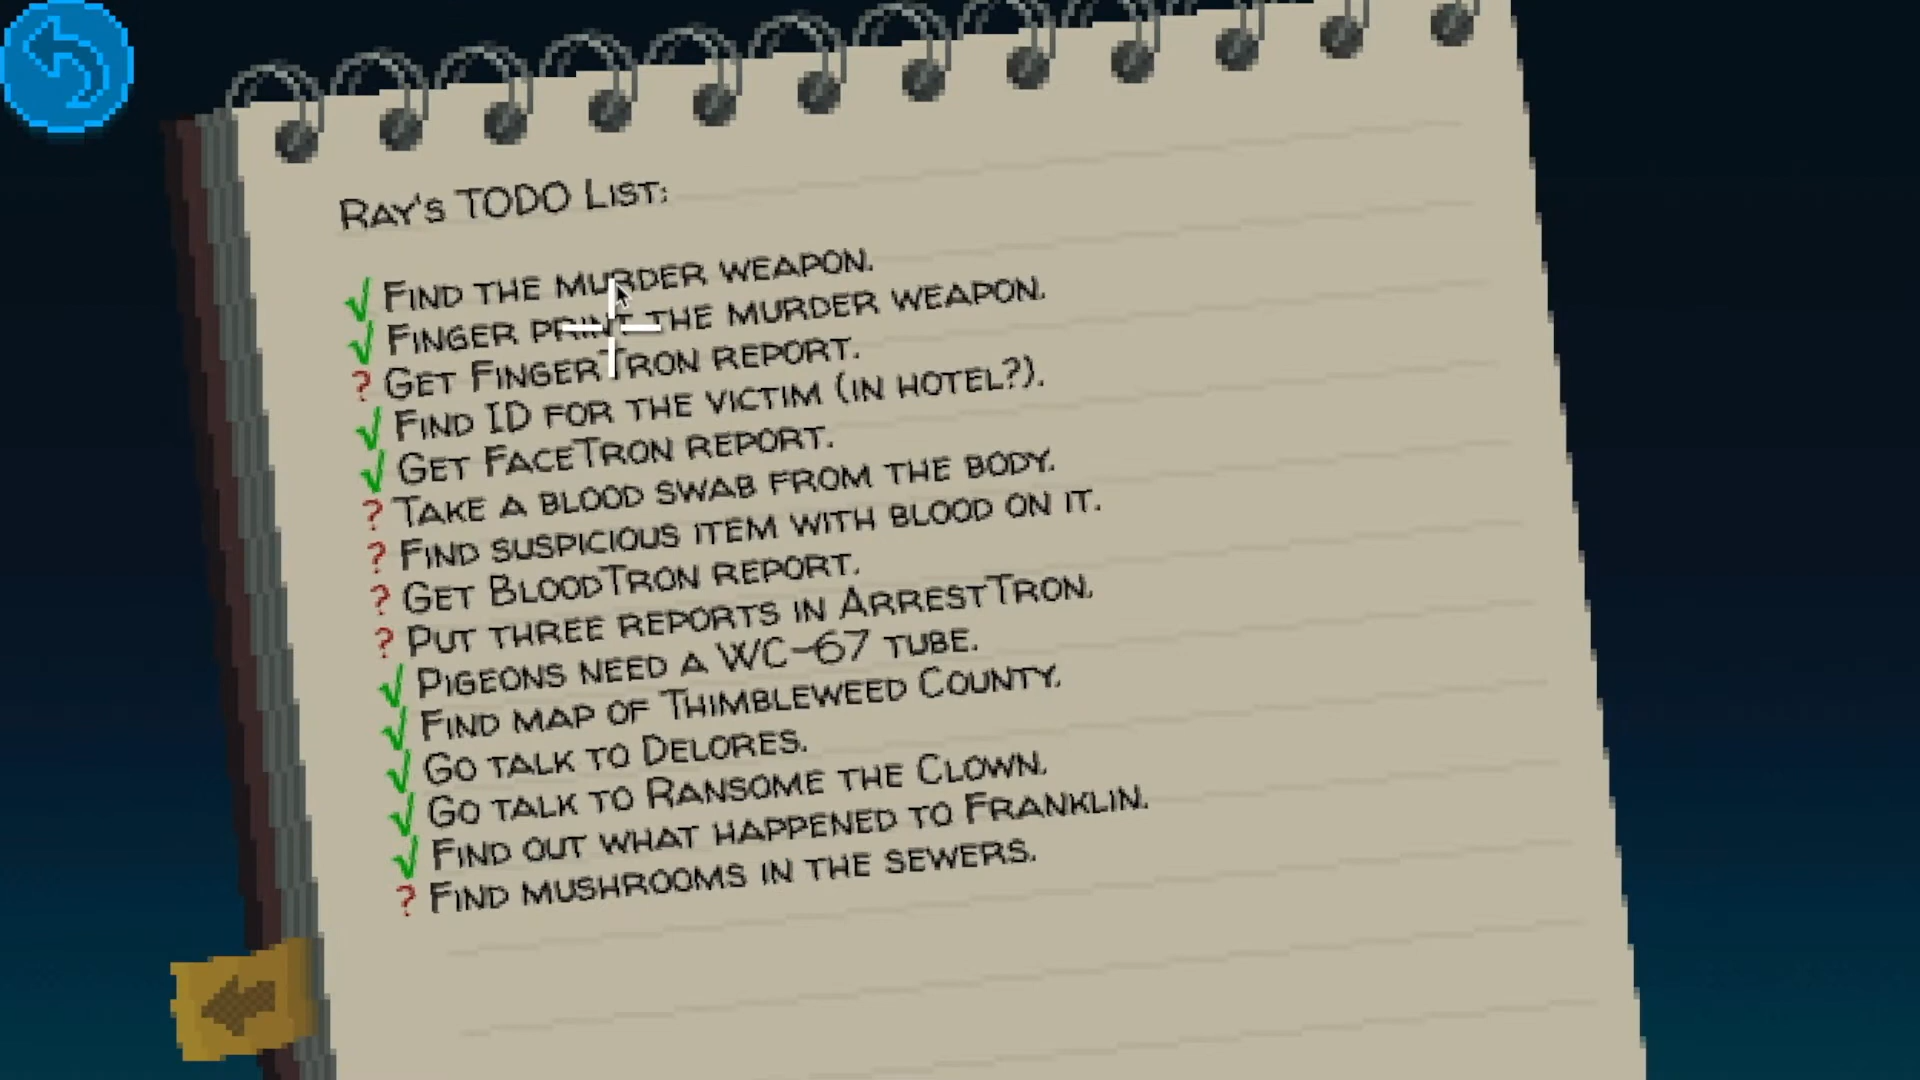 Ray's TODO List:
√ Find the murder weapon.
√ Finger print the murder weapon.
? Get FingerTron report.
√ Find ID for the victim (in hotel?).
√ Get FaceTron report.
? Take a blood swab from the body.
? Find suspicious item with blood on it.
? Get BloodTron report.
? Put three reports in ArrestTron.
√ Pigeons need a WC-67 tube.
√ Find map of Thimbleweed County.
√ Go talk to Delores.
√ Go talk to Ransome the Clown.
√ Find out what happened to Franklin.
? Find mushrooms in the sewers.